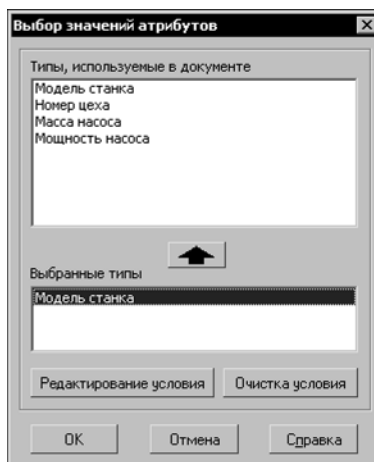 Выбор значений атрибутов
Типы, используемые в документе
Модель станка
Номер цеха
Масса насоса
Мощность насоса
Выбранные типы
Модель станка
Редактирование условия
Очистка условия
OK
Отмена
Справка